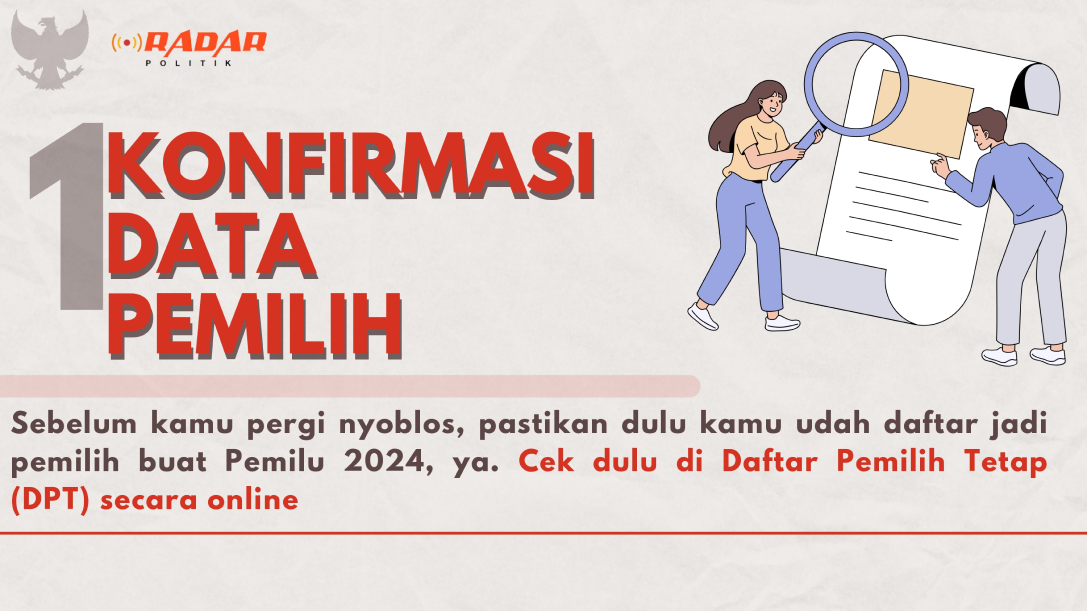 RADAR
POLITIK
1
KONFIRMASI
DATA
PEMILIH
Sebelum kamu pergi nyoblos, pastikan dulu kamu udah daftar jadi
pemilih buat Pemilu 2024, ya. Cek dulu di Daftar Pemilih Tetap
(DPT) secara online